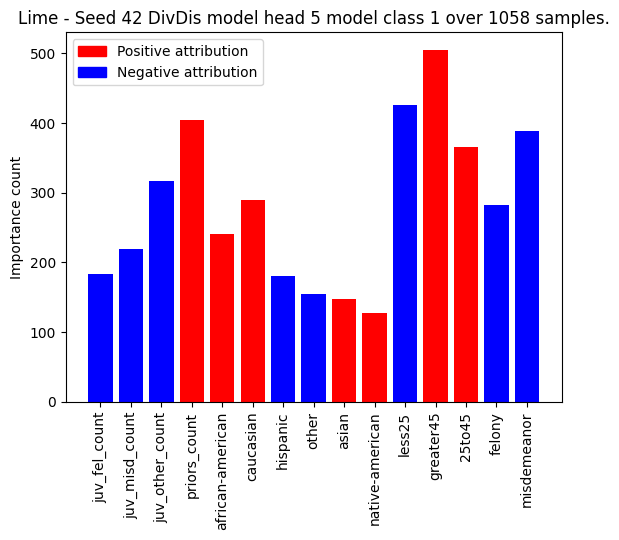 Lime - Seed 42 DivDis model head 5 model class 1 over 1058 samples.
Positive attribution
Negative attribution
Importance count
500
400
300
200
100
0
juv_fel_count
juv_misd_count
juv_other_count
priors_count
african-american
caucasian
hispanic
other
asian
native-american
less25
greater45
25to45
felony
misdemeanor